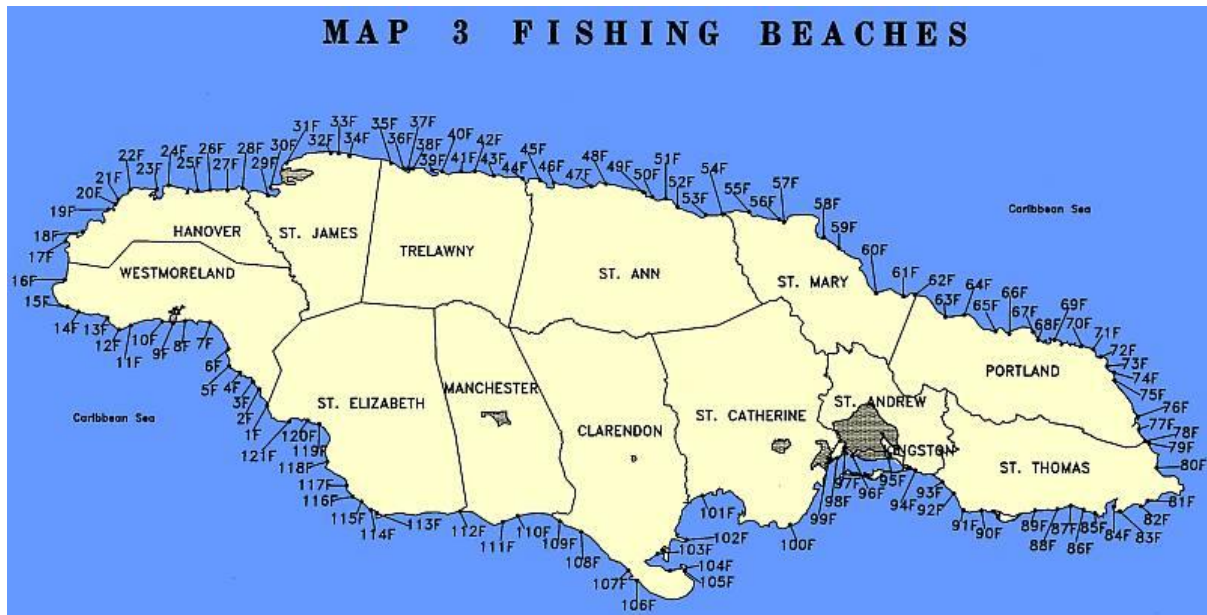 MAP 3 FISHING BEACHES
31F
33F
30F
32F
34F
35F
37F
36F
38F
40F
42F
39F
41F
43F
44F
45F
46F
47F
48F
49F
50F
51F
52F
53F
54F
55F
56F
57F
58F
59F
60F
61F
62F
63F
64F
65F
66F
67F
68F
69F
70F
71F
72F
73F
74F
75F
76F
77F
78F
79F
80F
81F
82F
83F
84F
85F
86F
87F
88F
89F
90F
91F
92F
93F
94F
95F
96F
97F
98F
99F
100F
101F
102F
103F
104F
105F
106F
107F
108F
109F
110F
111F
112F
113F
114F
115F
116F
117F
118F
119F
120F
121F
1F
2F
3F
4F
5F
6F
7F
8F
9F
10F
11F
12F
13F
14F
15F
16F
17F
18F
19F
20F
21F
22F
23F
24F
25F
26F
27F
28F
29F
Caribbean Sea
HANOVER
ST. JAMES
TRELAWNY
WESTMORELAND
ST. ANN
ST. MARY
PORTLAND
MANCHESTER
ST. ELIZABETH
CLARENDON
ST. CATHERINE
ST. ANDREW
KINGSTON
ST. THOMAS
Caribbean Sea